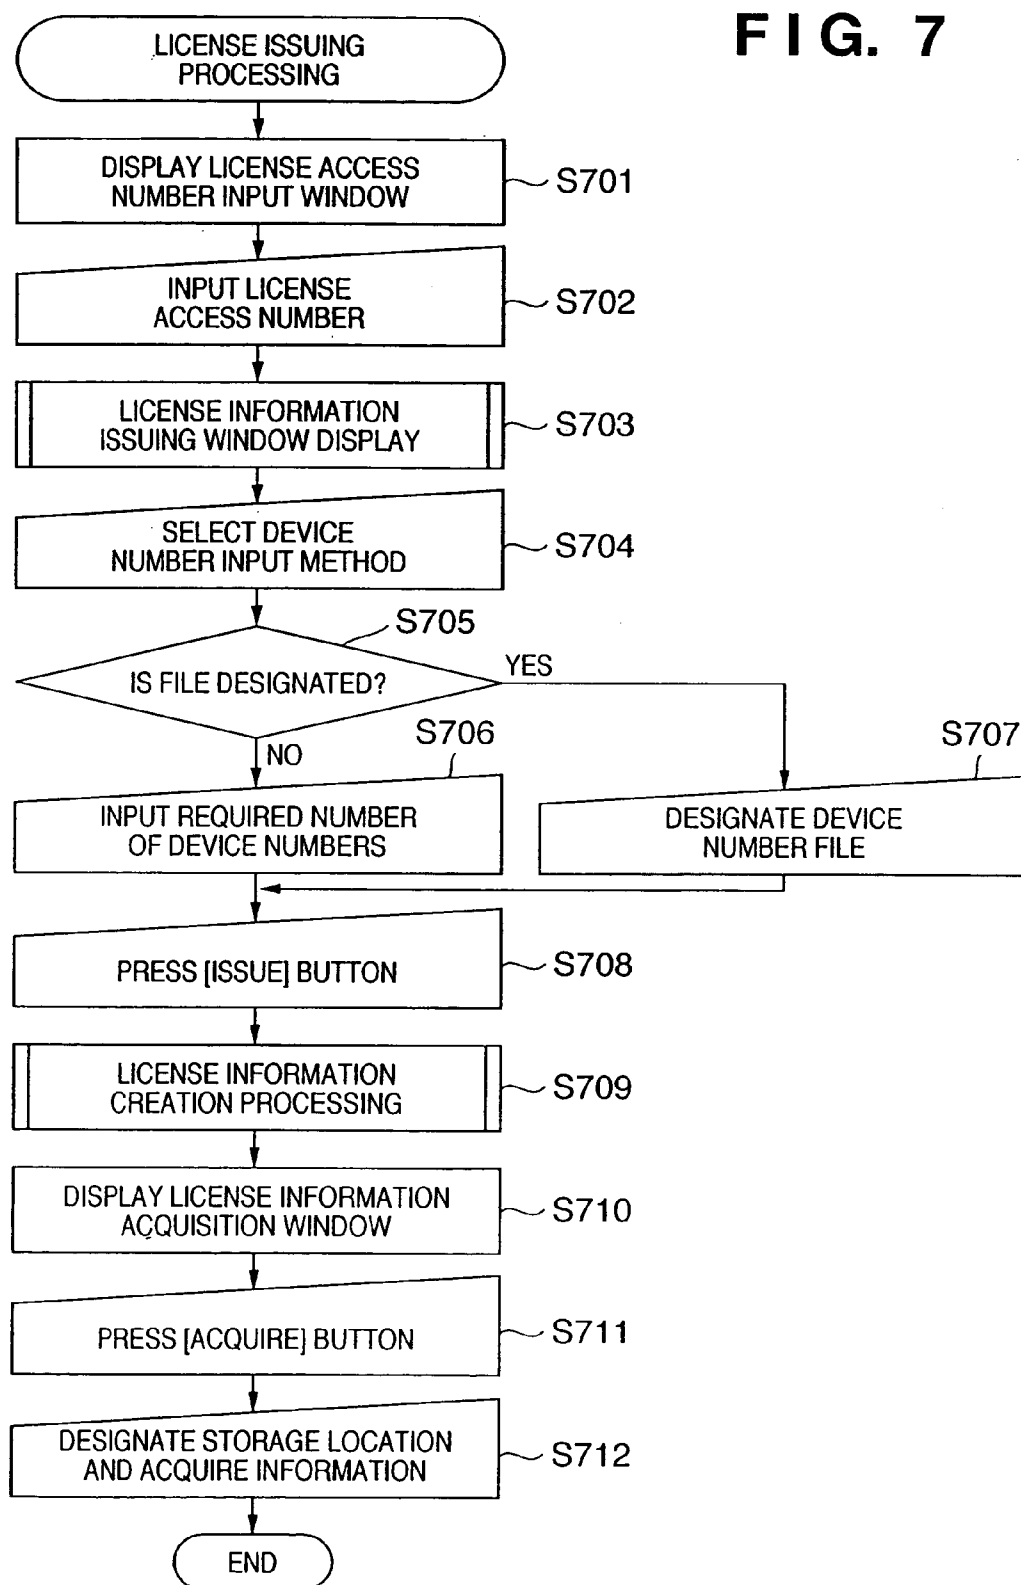 FIG. 7
LICENSE ISSUING
PROCESSING
DISPLAY LICENSE ACCESS
NUMBER INPUT WINDOW
S701
INPUT LICENSE
ACCESS NUMBER
S702
LICENSE INFORMATION
ISSUING WINDOW DISPLAY
S703
SELECT DEVICE
NUMBER INPUT METHOD
S704
S705
IS FILE DESIGNATED?
YES
NO
S706
INPUT REQUIRED NUMBER
OF DEVICE NUMBERS
S707
DESIGNATE DEVICE
NUMBER FILE
PRESS [ISSUE] BUTTON
S708
LICENSE INFORMATION
CREATION PROCESSING
S709
DISPLAY LICENSE INFORMATION
ACQUISITION WINDOW
S710
PRESS [ACQUIRE] BUTTON
S711
DESIGNATE STORAGE LOCATION
AND ACQUIRE INFORMATION
S712
END